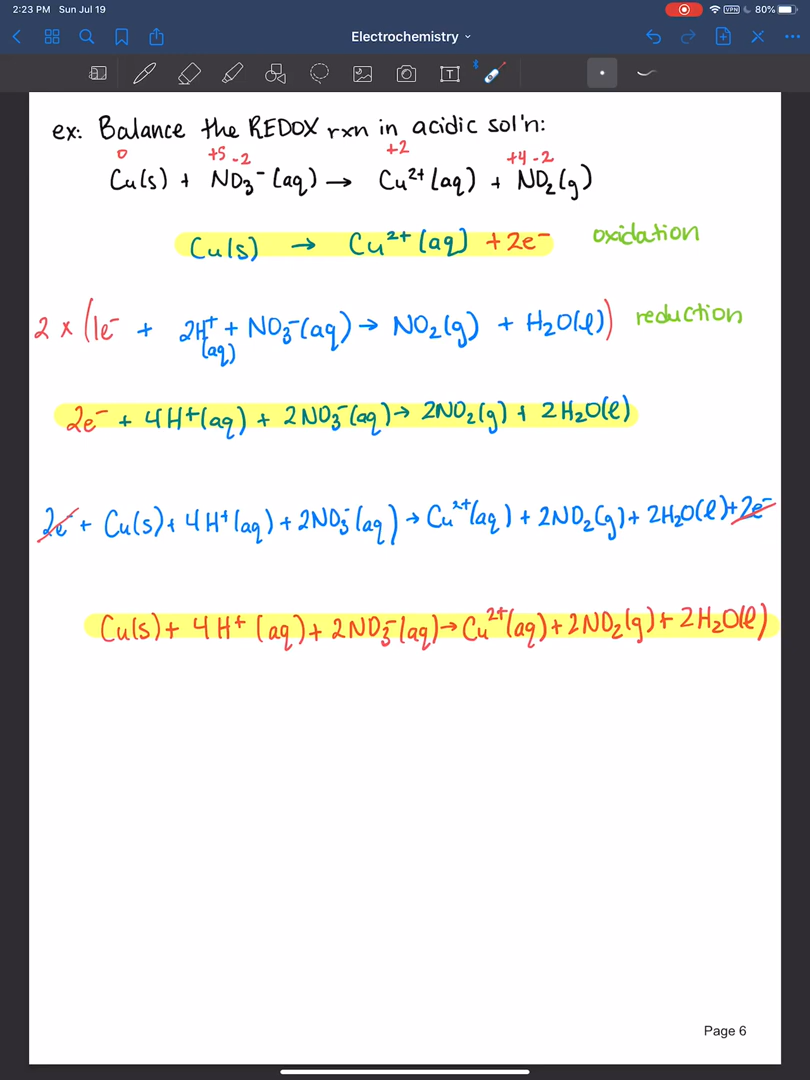 2:23 PM Sun Jul 19 VPN 80%
Electrochemistry
T
ex: Balance the REDOX rxn in acidic sol'n:
0 +5 -2 +2 +4 -2
Cu(s) + NO₃⁻(aq) → Cu²⁺(aq) + NO₂(g)
Cu(s) → Cu²⁺(aq) +2e⁻ oxidation
2 x (1e⁻ + 2H⁺(aq) + NO₃⁻(aq) → NO₂(g) + H₂O(l)) reduction
2e⁻ + 4H⁺(aq) + 2NO₃⁻(aq) → 2NO₂(g) + 2H₂O(l)
2e⁻ + Cu(s) + 4H⁺(aq) + 2NO₃⁻(aq) → Cu²⁺(aq) + 2NO₂(g) + 2H₂O(l) + 2e⁻
Cu(s) + 4H⁺(aq) + 2NO₃⁻(aq) → Cu²⁺(aq) + 2NO₂(g) + 2H₂O(l)
Page 6